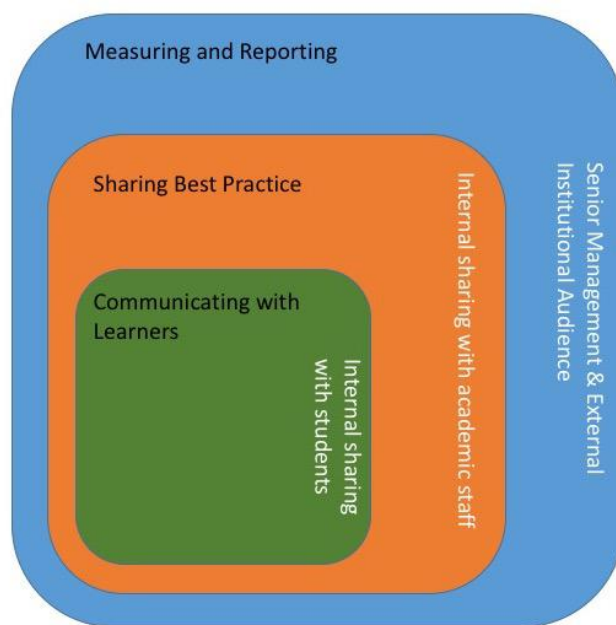 Measuring and Reporting
Senior Management & External
Institutional Audience
Sharing Best Practice
Internal sharing with academic staff
Communicating with
Learners
Internal sharing
with students